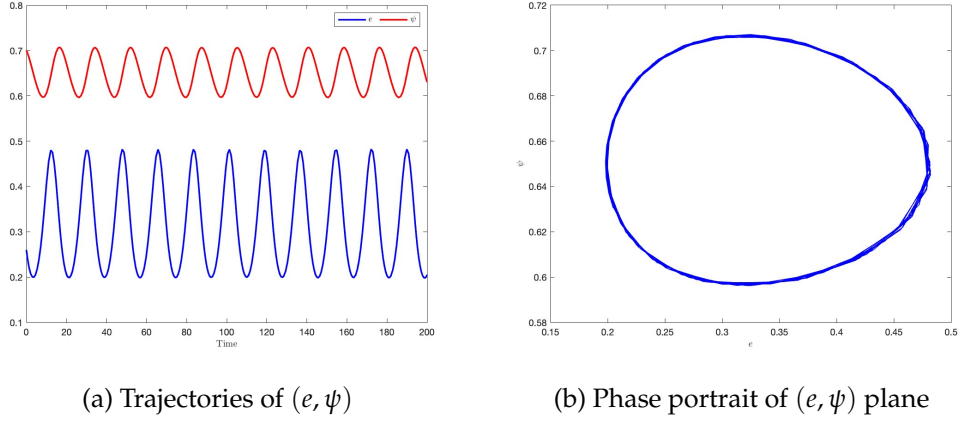 0.8
0.7
0.6
0.5
0.4
0.3
0.2
0.1
0 20 40 60 80 100 120 140 160 180 200
Time
e ψ
0.72
0.7
0.68
0.66
0.64
0.62
0.6
0.58
ψ
0.15 0.2 0.25 0.3 0.35 0.4 0.45 0.5
e
(a) Trajectories of (e, ψ)
(b) Phase portrait of (e, ψ) plane